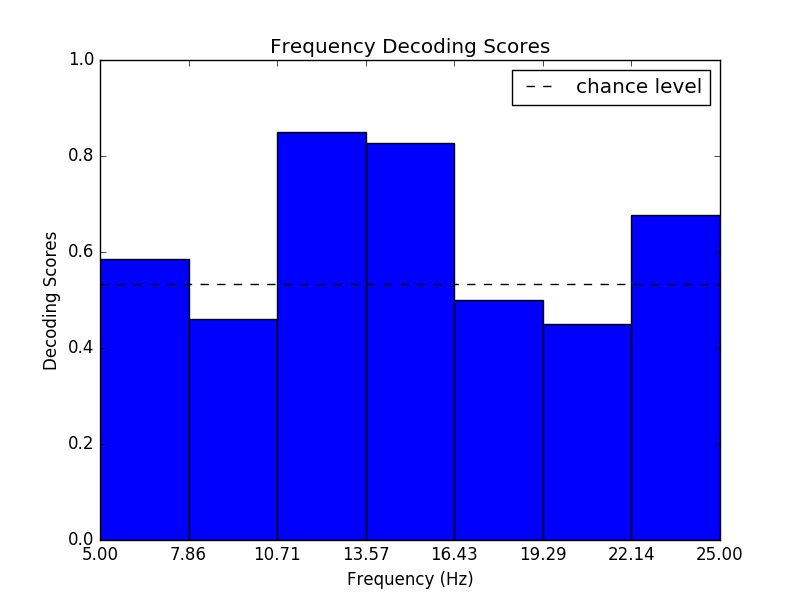 Frequency Decoding Scores
chance level
1.0
0.8
0.6
0.4
0.2
0.0
Decoding Scores
5.00 7.86 10.71 13.57 16.43 19.29 22.14 25.00
Frequency (Hz)